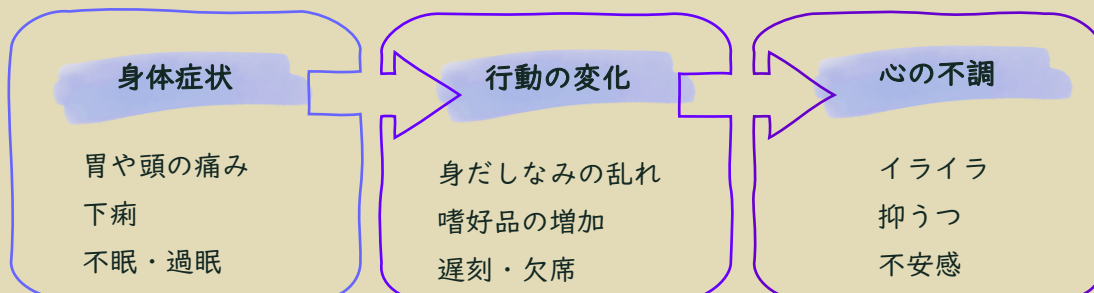 身体症状
胃や頭の痛み
下痢
不眠・過眠
行動の変化
身だしなみの乱れ
嗜好品の増加
遅刻・欠席
心の不調
イライラ
抑うつ
不安感